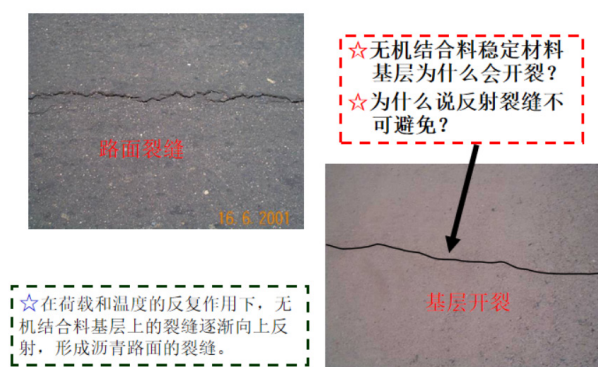 ☆无机结合料稳定材料
基层为什么会开裂？
☆为什么说反射裂缝不
可避免？
路面裂缝
16 6 2001
基层开裂
☆在荷载和温度的反复作用下，无
机结合料基层上的裂缝逐渐向上反
射，形成沥青路面的裂缝。